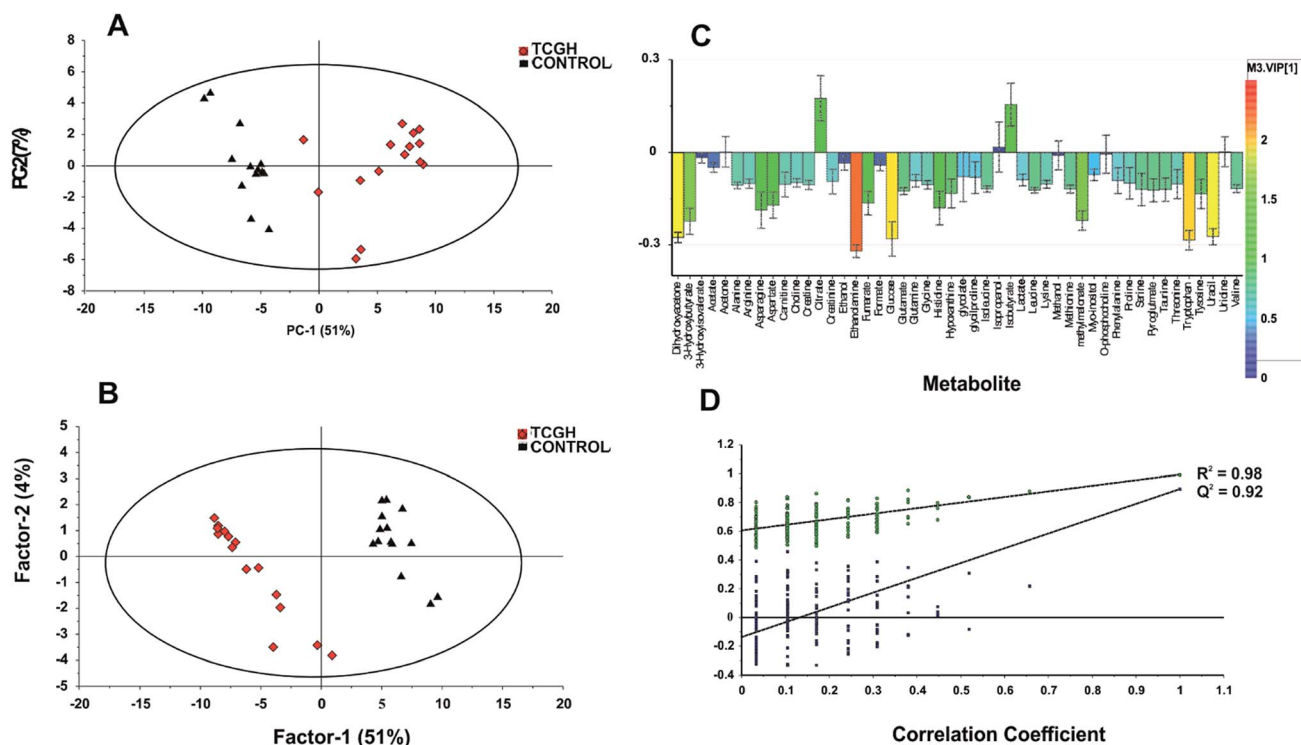 A
TCGH
CONTROL
PC2(7%)
8
6
4
2
0
-2
-4
-6
-8
-20
-15
-10
-5
0
5
10
15
20
PC-1 (51%)
B
TCGH
CONTROL
Factor-2 (4%)
5
4
3
2
1
0
-1
-2
-3
-4
-5
-20
-15
-10
-5
0
5
10
15
20
Factor-1 (51%)
C
0.3
0
-0.3
M3.VIP[1]
2
1.5
1
0.5
0
Dihydroxyacetone
3-Hydroxybutyrate
3-Hydroxyisovalerate
Acetate
Acetone
Alanine
Arginine
Asparagine
Aspartate
Carnitine
Choline
Creatine
Citrate
Creatinine
Ethanol
Ethanolamine
Fumarate
Formate
Glucose
Glutamate
Glutamine
Glycine
Histidine
Hypoxanthine
glycolate
glycilproline
Isoleudine
Isopropanol
Isobutyrate
Lactate
Leudine
Lysine
Methanol
Methionine
methylmalonate
Myo-inositol
O-phosphocholine
Phenylalanine
Proline
Serine
Pyroglutmate
Taurine
Threonine
Tryptophan
Tyrosine
Uracil
Uridine
Valine
Metabolite
D
1.2
1
0.8
0.6
0.4
0.2
0
-0.2
-0.4
0
0.1
0.2
0.3
0.4
0.5
0.6
0.7
0.8
0.9
1
1.1
R² = 0.98
Q² = 0.92
Correlation Coefficient